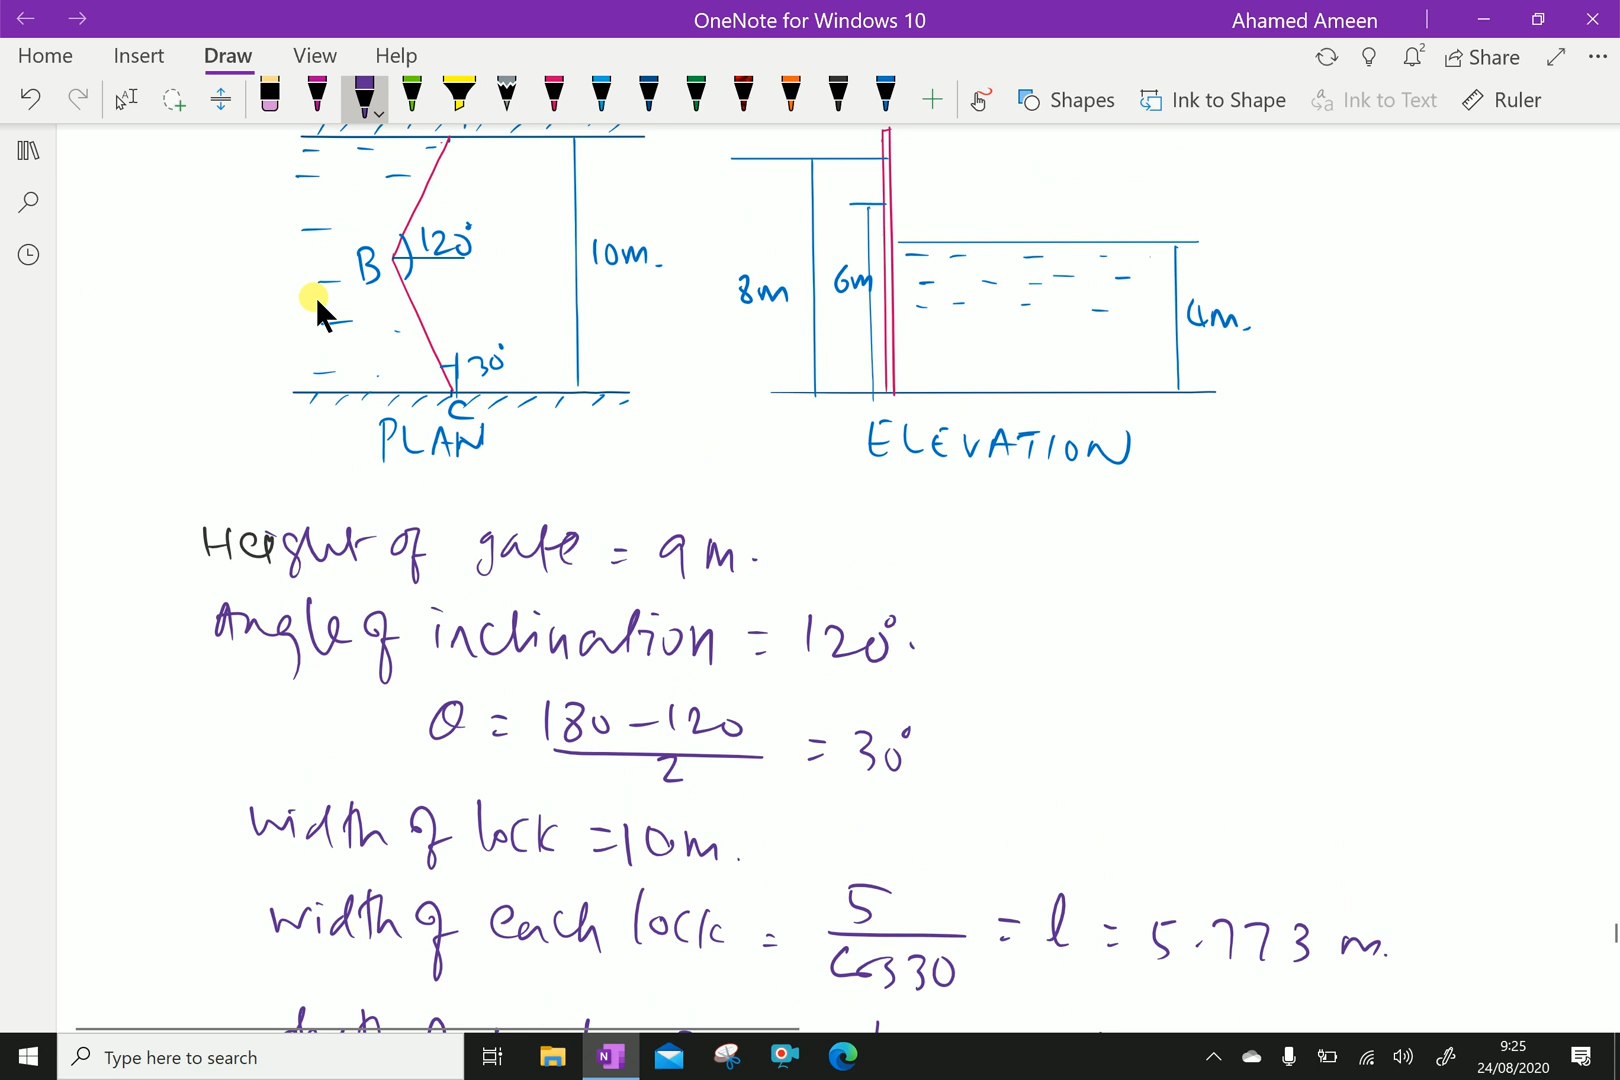 OneNote for Windows 10
Ahamed Ameen
Home Insert Draw View Help
2 Share
Shapes Ink to Shape Ink to Text Ruler
B 120°
10m.
30°
C
PLAN
8m 6m
4m.
ELEVATION
Height of gate = 9m.
Angle of inclination = 120°.
θ = 180 - 120 / 2 = 30°
width of lock = 10m.
width of each lock = 5 / cos 30 = l = 5.773 m.
Type here to search
9:25
24/08/2020